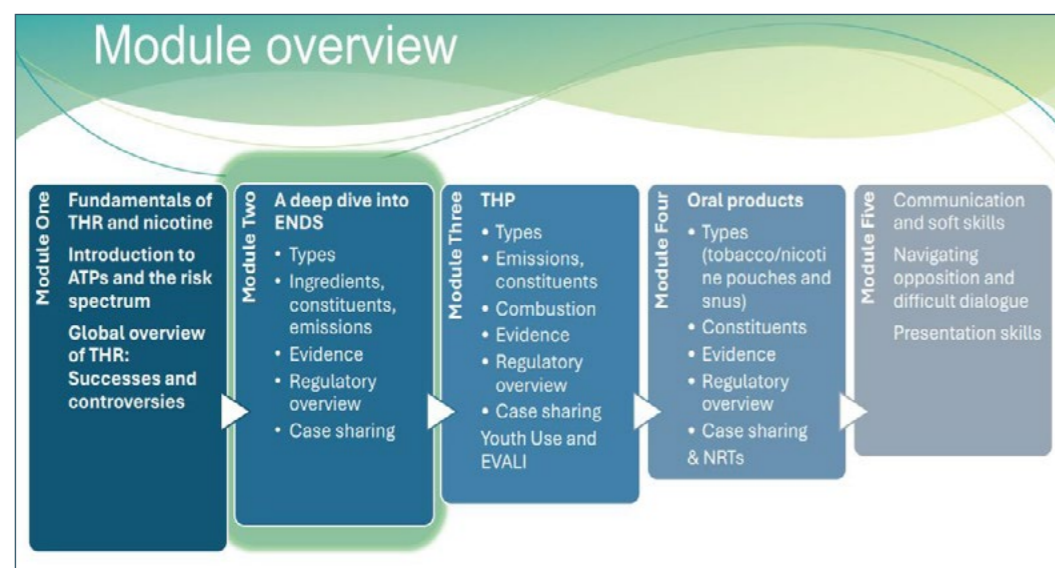 Module overview
Module One
Fundamentals of
THR and nicotine
Introduction to
ATPs and the risk
spectrum
Global overview
of THR:
Successes and
controversies
Module Two
A deep dive into
ENDS
• Types
• Ingredients,
constituents,
emissions
• Evidence
• Regulatory
overview
• Case sharing
Module Three
THP
• Types
• Emissions,
constituents
• Combustion
• Evidence
• Regulatory
overview
• Case sharing
Youth Use and
EVALI
Module Four
Oral products
• Types
(tobacco/nicoti
ne pouches and
snus)
• Constituents
• Evidence
• Regulatory
overview
• Case sharing
& NRTs
Module Five
Communication
and soft skills
Navigating
opposition and
difficult dialogue
Presentation skills